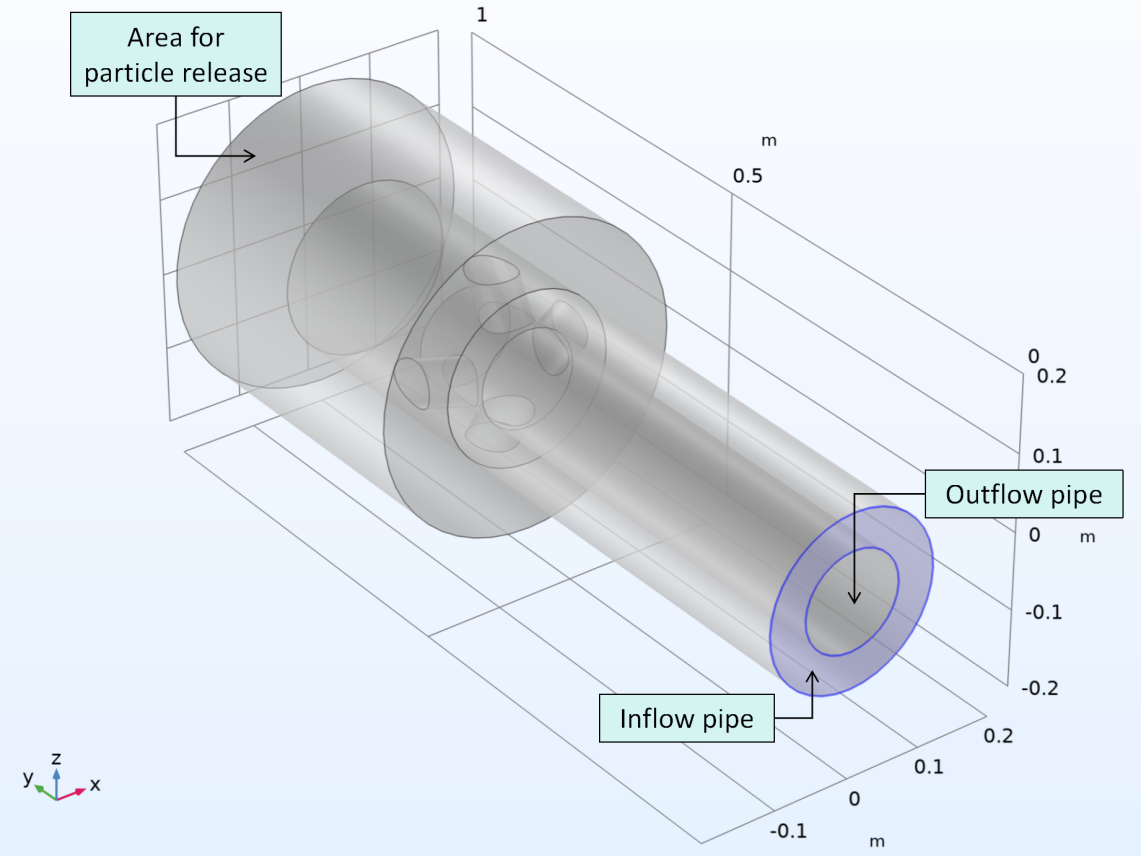 Area for
particle release
1
m
0.5
0
0.2
0.1
Outflow pipe
0
m
-0.1
-0.2
Inflow pipe
0.2
0.1
0
-0.1
m
z
y
x